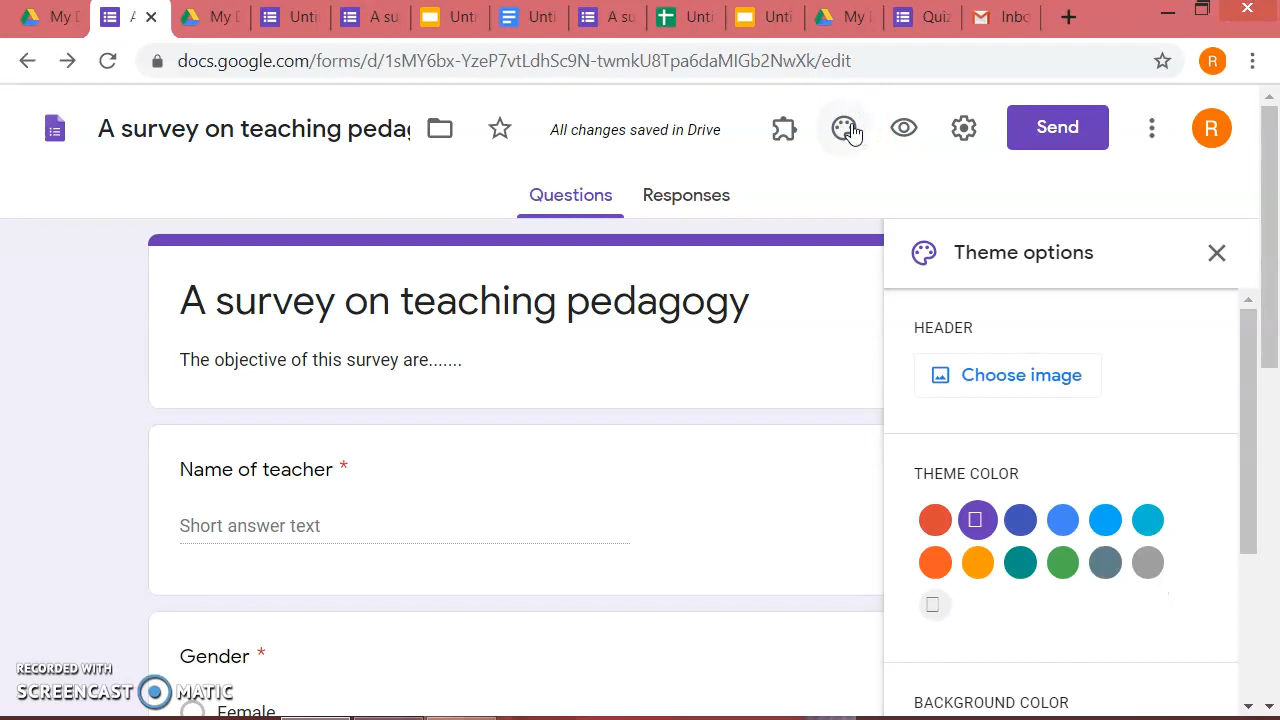 My D
A
My D
Unti
A su
Unti
Unti
A su
Unti
Unti
My
Quiz
Inbo
docs.google.com/forms/d/1sMY6bx-YzeP7vtLdhSc9N-twmkU8Tpa6daMIGb2NwXk/edit
R
A survey on teaching pedag
All changes saved in Drive
Send
R
Questions
Responses
Theme options
A survey on teaching pedagogy
The objective of this survey are.......
HEADER
Choose image
Name of teacher *
Short answer text
THEME COLOR
Gender *
Female
BACKGROUND COLOR
RECORDED WITH
SCREENCAST MATIC